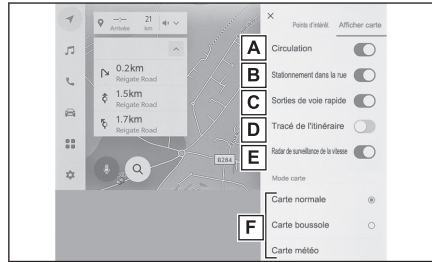 --:-- 21
Arrivée km
0.2km
Reigate Road
1.5km
Reigate Road
1.7km
Reigate Road
B284
Points d'intérêt. Afficher carte
A Circulation
B Stationnement dans la rue
C Sorties de voie rapide
D Tracé de l'itinéraire
E Radar de surveillance de la vitesse
Mode carte
Carte normale
F Carte boussole
Carte météo